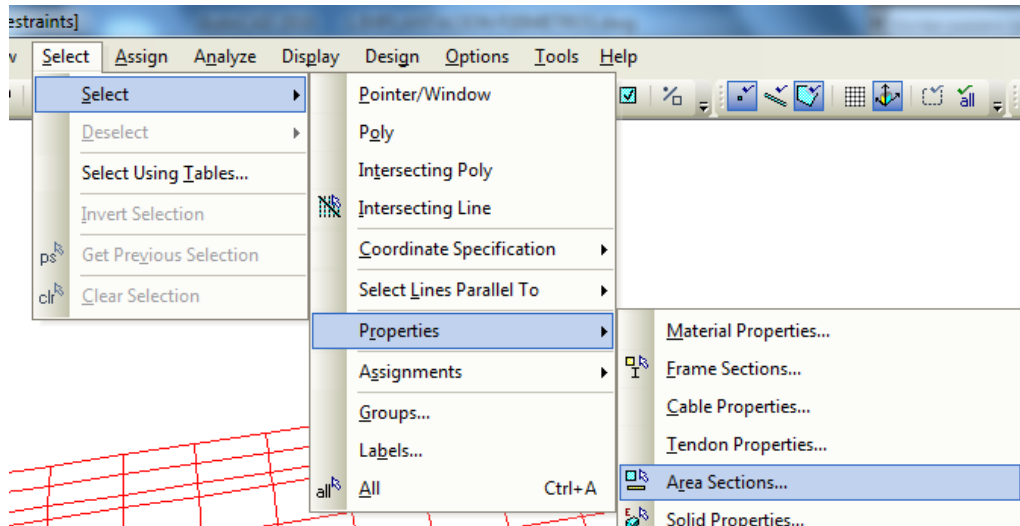 estraints]
w Select Assign Analyze Display Design Options Tools Help
Select
Deselect
Select Using Tables...
Invert Selection
ps Get Previous Selection
clr Clear Selection
Pointer/Window
Poly
Intersecting Poly
Intersecting Line
Coordinate Specification
Select Lines Parallel To
Properties
Assignments
Groups...
Labels...
all All Ctrl+A
Material Properties...
Frame Sections...
Cable Properties...
Tendon Properties...
Area Sections...
Solid Properties...
all